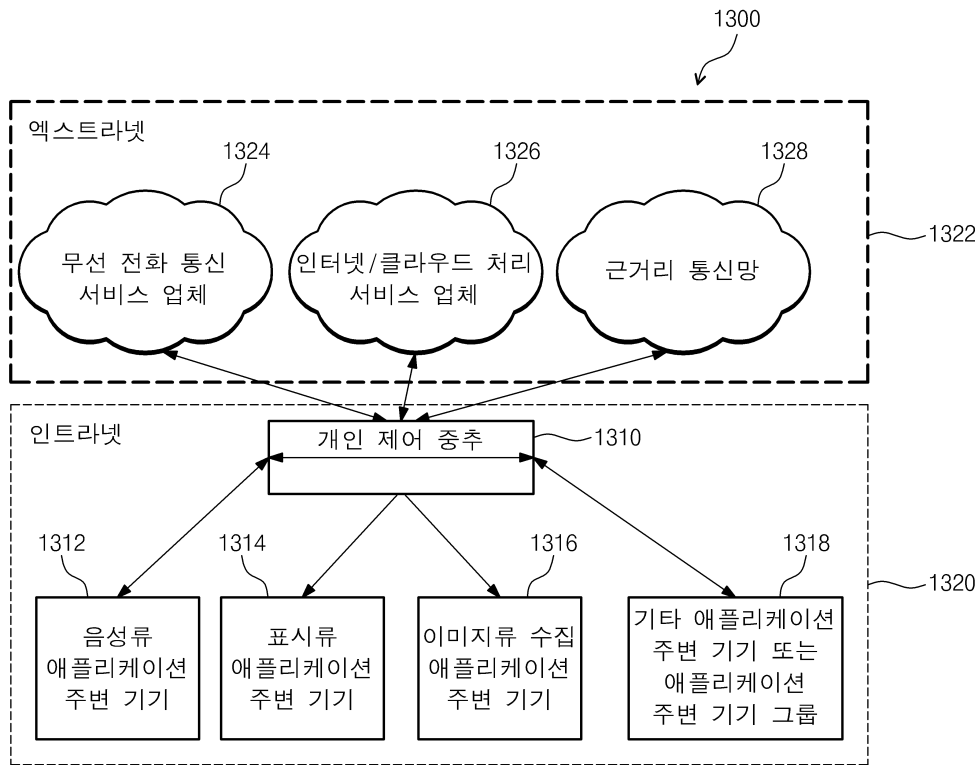 1300
엑스트라넷
1324
1326
1328
1322
무선 전화 통신
서비스 업체
인터넷/클라우드 처리
서비스 업체
근거리 통신망
인트라넷
개인 제어 중추
1310
1312
1314
1316
1318
1320
음성류
애플리케이션
주변 기기
표시류
애플리케이션
주변 기기
이미지류 수집
애플리케이션
주변 기기
기타 애플리케이션
주변 기기 또는
애플리케이션
주변 기기 그룹